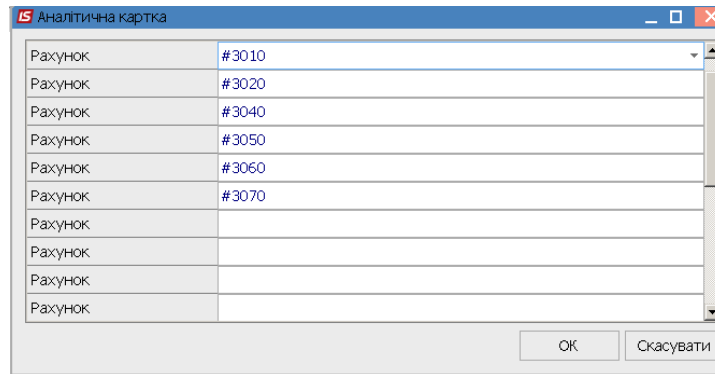 IS Аналітична картка
Рахунок #3010
Рахунок #3020
Рахунок #3040
Рахунок #3050
Рахунок #3060
Рахунок #3070
Рахунок
Рахунок
Рахунок
Рахунок
ОК Скасувати